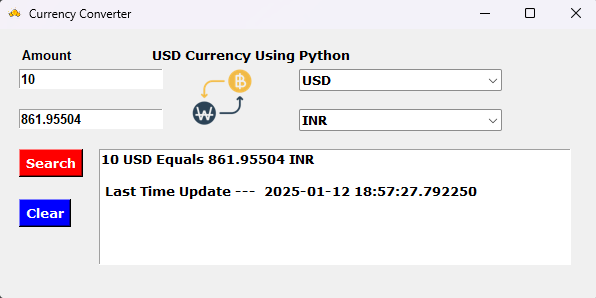 Currency Converter
Amount
USD Currency Using Python
10
USD
861.95504
INR
Search
10 USD Equals 861.95504 INR
Last Time Update --- 2025-01-12 18:57:27.792250
Clear